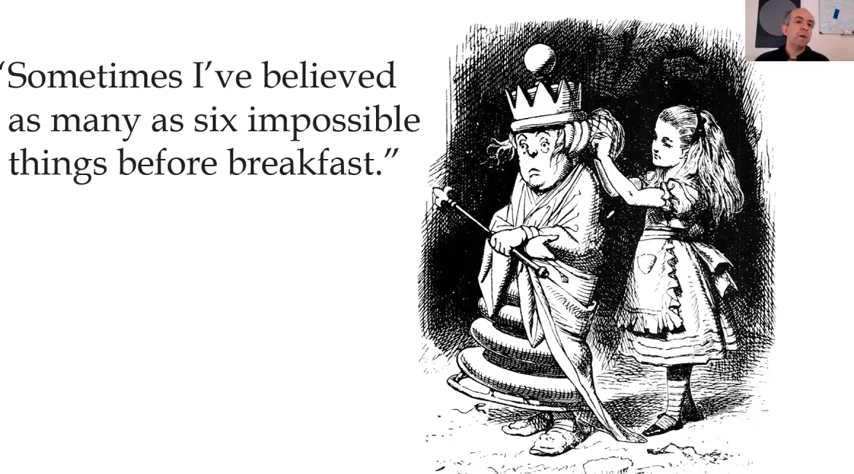 “Sometimes I’ve believed
as many as six impossible
things before breakfast.”